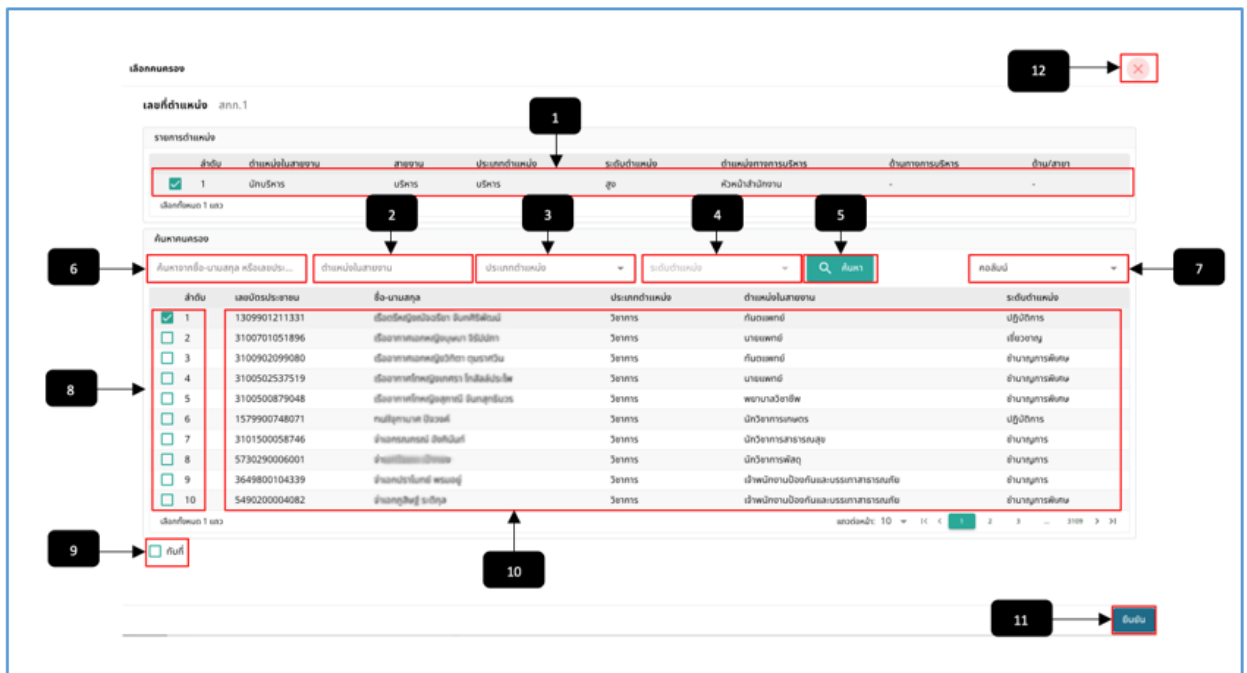 เลือกคนครอง
12
เลขที่ตำแหน่ง สกก.1
1
รายการตำแหน่ง
ลำดับ ตำแหน่งในสายงาน สายงาน ประเภทตำแหน่ง ระดับตำแหน่ง ตำแหน่งทางการบริหาร ด้านทางการบริหาร ด้าน/สาขา
1 นักบริหาร บริหาร บริหาร สูง หัวหน้าสำนักงาน - -
เลือกทั้งหมด 1 แถว
2 3 4 5
ค้นหาคนครอง
6 ค้นหาจากชื่อ-นามสกุล หรือเลขประ... ตำแหน่งในสายงาน ประเภทตำแหน่ง ระดับตำแหน่ง ค้นหา คอลัมน์ 7
ลำดับ เลขบัตรประชาชน ชื่อ-นามสกุล ประเภทตำแหน่ง ตำแหน่งในสายงาน ระดับตำแหน่ง
1 1309901211331 วิชาการ ทันตแพทย์ ปฏิบัติการ
2 3100701051896 วิชาการ นายแพทย์ เชี่ยวชาญ
3 3100902099080 วิชาการ ทันตแพทย์ ชำนาญการพิเศษ
8
4 3100502537519 วิชาการ นายแพทย์ ชำนาญการพิเศษ
5 3100500879048 วิชาการ พยาบาลวิชาชีพ ชำนาญการพิเศษ
6 1579900748071 วิชาการ นักวิชาการเกษตร ปฏิบัติการ
7 3101500058746 วิชาการ นักวิชาการสาธารณสุข ชำนาญการ
8 5730290006001 วิชาการ นักวิชาการพัสดุ ชำนาญการ
9 3649800104339 วิชาการ เจ้าพนักงานป้องกันและบรรเทาสาธารณภัย ชำนาญการ
10 5490200004082 วิชาการ เจ้าพนักงานป้องกันและบรรเทาสาธารณภัย ชำนาญการพิเศษ
เลือกทั้งหมด 1 แถว แถวต่อหน้า: 10 1 2 3 ... 3109
9 ทับที่
10
11 ยืนยัน